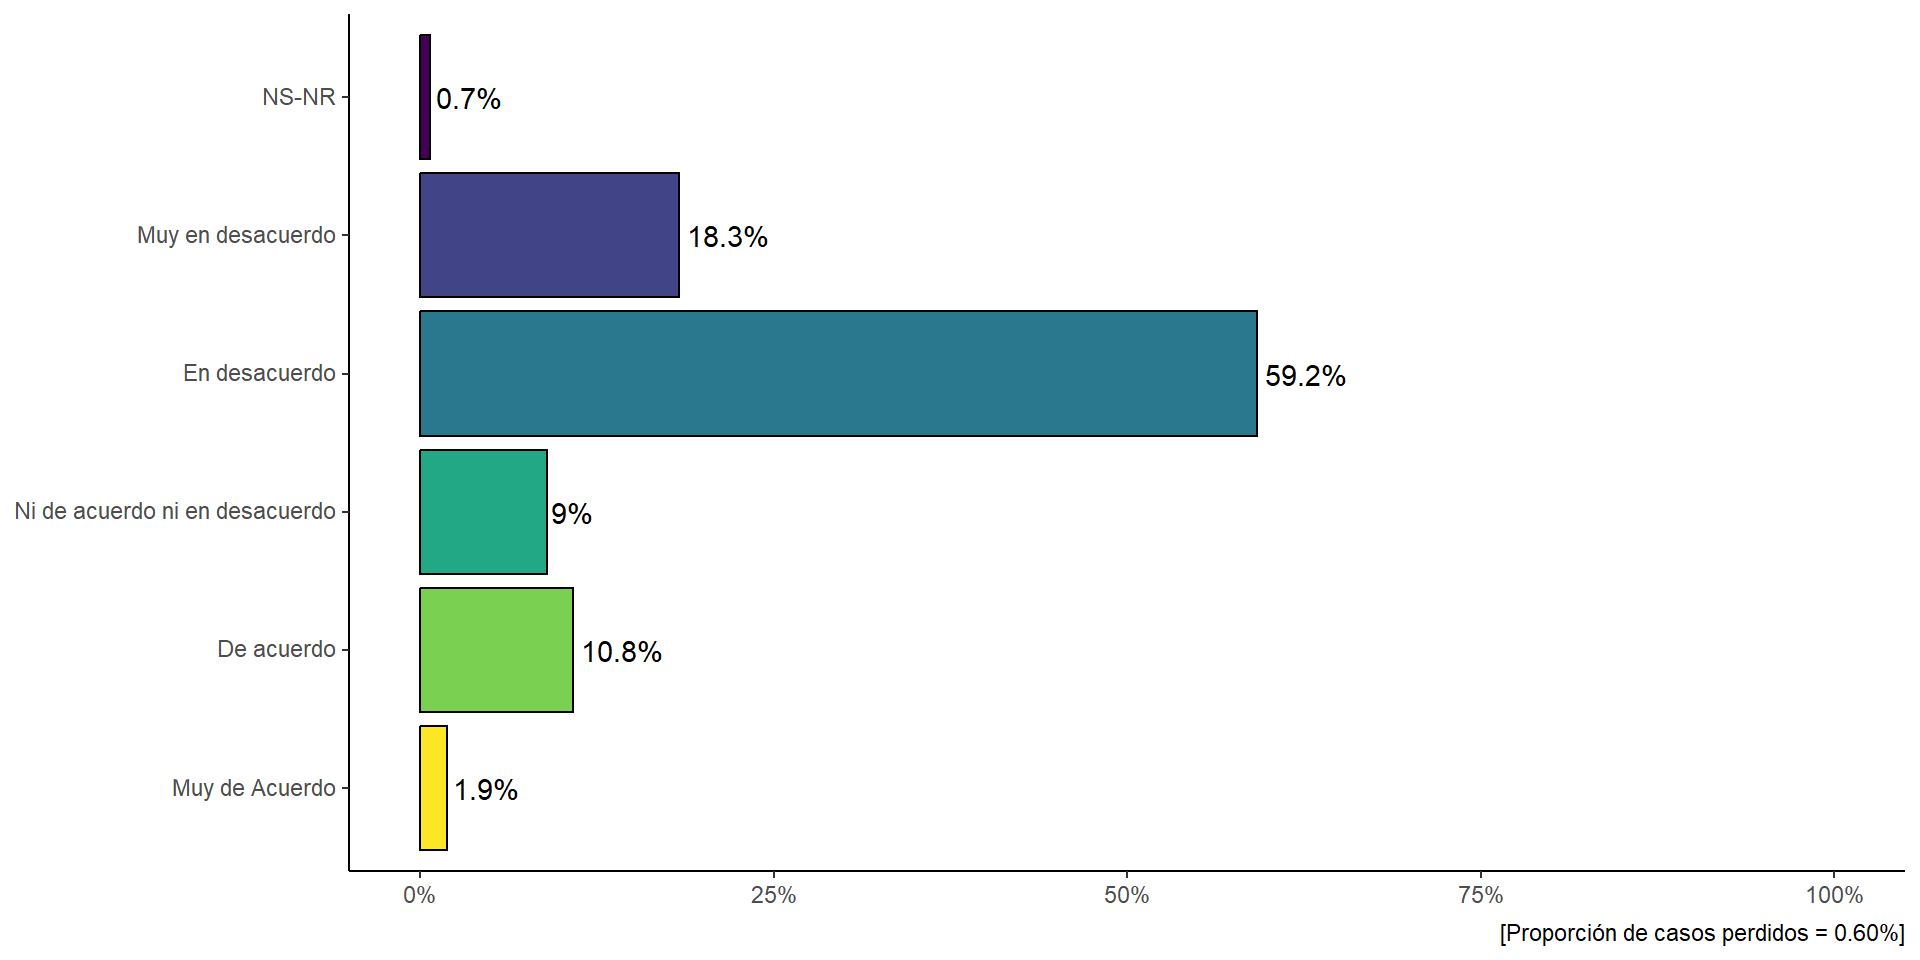 NS-NR
0.7%
Muy en desacuerdo
18.3%
En desacuerdo
59.2%
Ni de acuerdo ni en desacuerdo
9%
De acuerdo
10.8%
Muy de Acuerdo
1.9%
0% 25% 50% 75% 100%
[Proporción de casos perdidos = 0.60%]